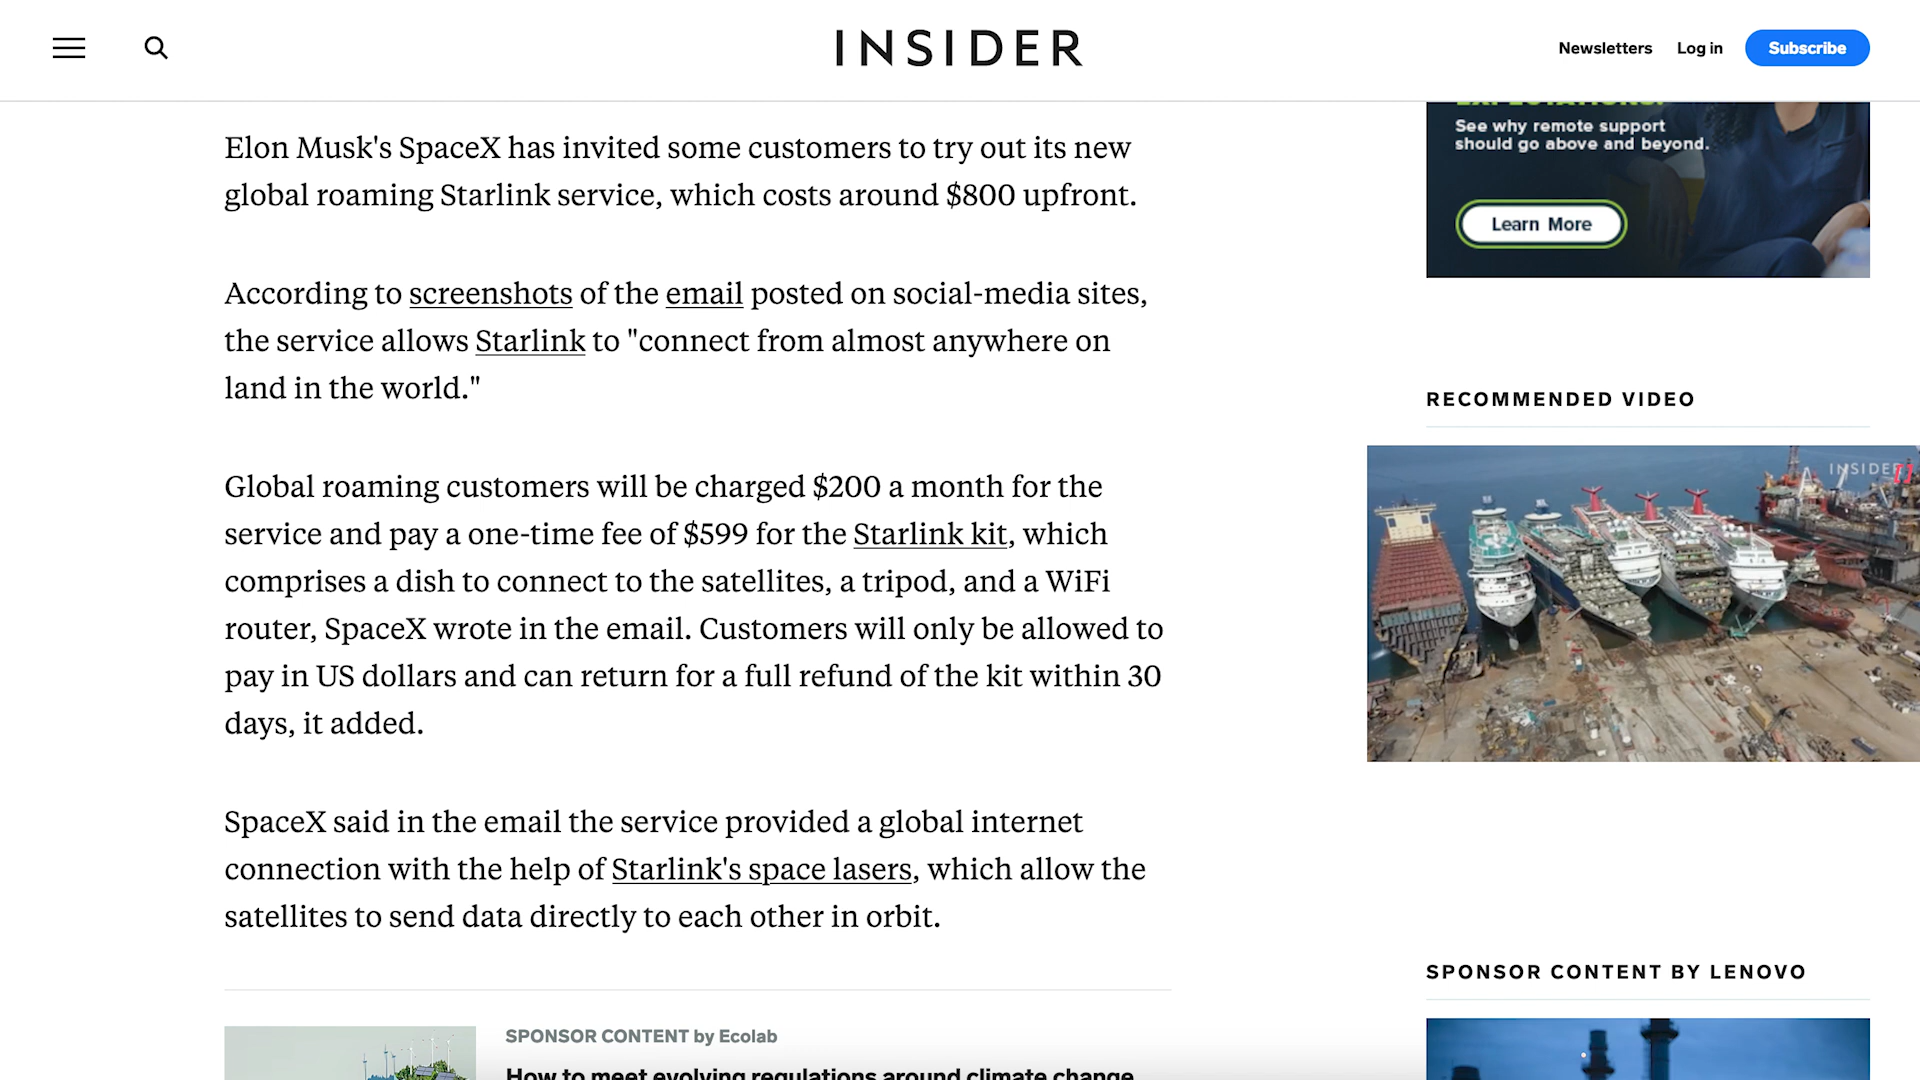 INSIDER
Newsletters
Log in
Subscribe
Elon Musk's SpaceX has invited some customers to try out its new
global roaming Starlink service, which costs around $800 upfront.
According to screenshots of the email posted on social-media sites,
the service allows Starlink to "connect from almost anywhere on
land in the world."
Global roaming customers will be charged $200 a month for the
service and pay a one-time fee of $599 for the Starlink kit, which
comprises a dish to connect to the satellites, a tripod, and a WiFi
router, SpaceX wrote in the email. Customers will only be allowed to
pay in US dollars and can return for a full refund of the kit within 30
days, it added.
SpaceX said in the email the service provided a global internet
connection with the help of Starlink's space lasers, which allow the
satellites to send data directly to each other in orbit.
SPONSOR CONTENT by Ecolab
How to meet evolving regulations around climate change
EXPECTATIONS.
See why remote support
should go above and beyond.
Learn More
RECOMMENDED VIDEO
INSIDER
SPONSOR CONTENT BY LENOVO